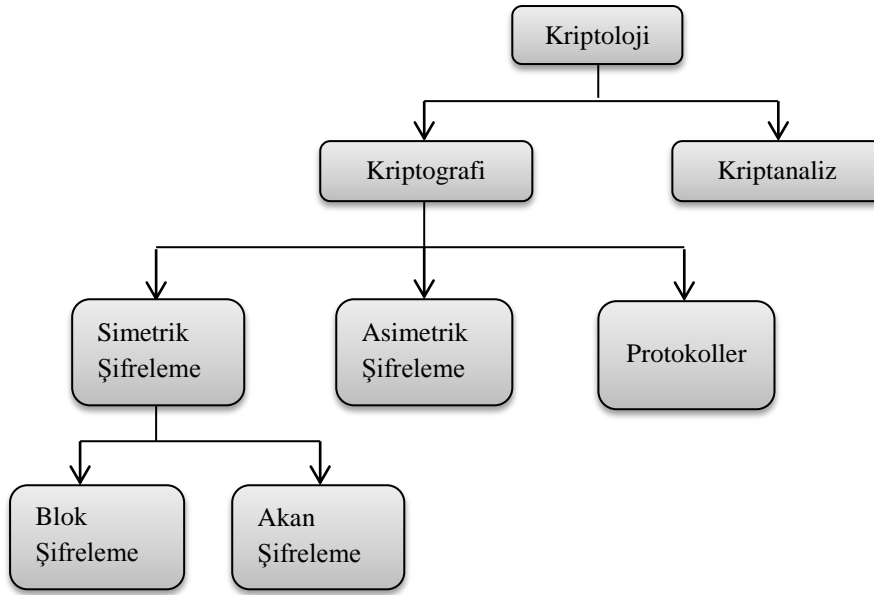 Kriptoloji
Kriptografi
Kriptanaliz
Simetrik
Şifreleme
Asimetrik
Şifreleme
Protokoller
Blok
Şifreleme
Akan
Şifreleme